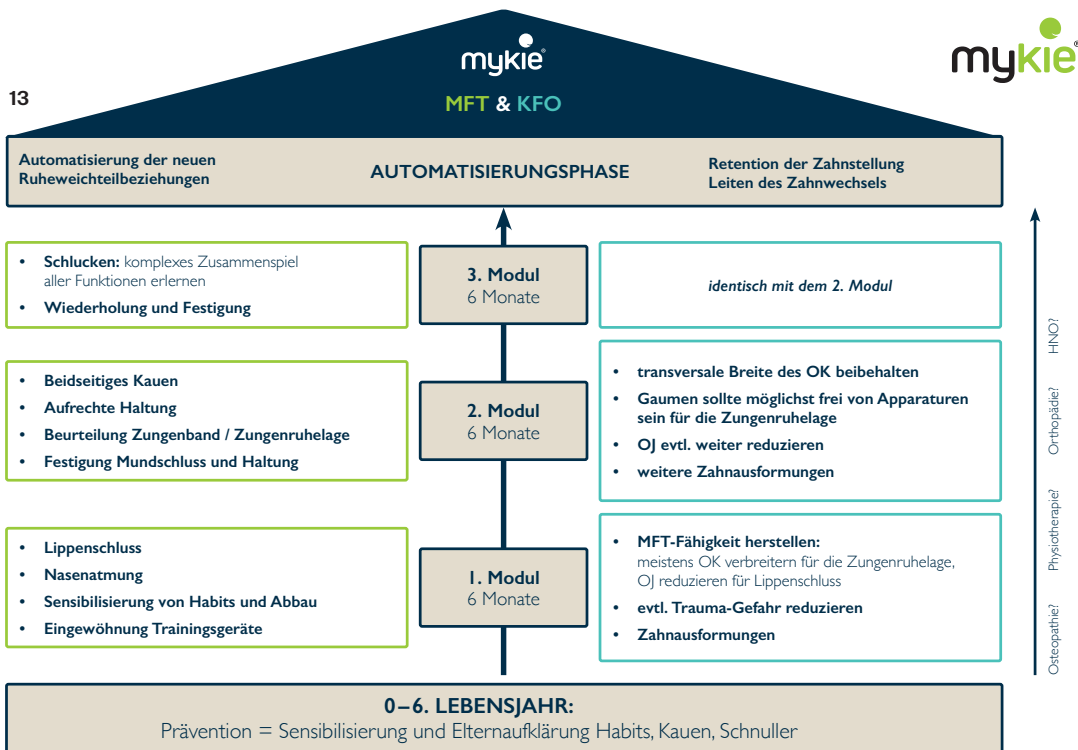 mykie®
mykie®
13
MFT & KFO
Automatisierung der neuen
Ruheweichteilbeziehungen
AUTOMATISIERUNGSPHASE
Retention der Zahnstellung
Leiten des Zahnwechsels
• Schlucken: komplexes Zusammenspiel
aller Funktionen erlernen
• Wiederholung und Festigung
3. Modul
6 Monate
identisch mit dem 2. Modul
• Beidseitiges Kauen
• Aufrechte Haltung
• Beurteilung Zungenband / Zungenruhelage
• Festigung Mundschluss und Haltung
2. Modul
6 Monate
• transversale Breite des OK beibehalten
• Gaumen sollte möglichst frei von Apparaturen
sein für die Zungenruhelage
• OJ evtl. weiter reduzieren
• weitere Zahnausformungen
• Lippenschluss
• Nasenatmung
• Sensibilisierung von Habits und Abbau
• Eingewöhnung Trainingsgeräte
1. Modul
6 Monate
• MFT-Fähigkeit herstellen:
meistens OK verbreitern für die Zungenruhelage,
OJ reduzieren für Lippenschluss
• evtl. Trauma-Gefahr reduzieren
• Zahnausformungen
Osteopathie? Physiotherapie? Orthopädie? HNO?
0–6. LEBENSJAHR:
Prävention = Sensibilisierung und Elternaufklärung Habits, Kauen, Schnuller